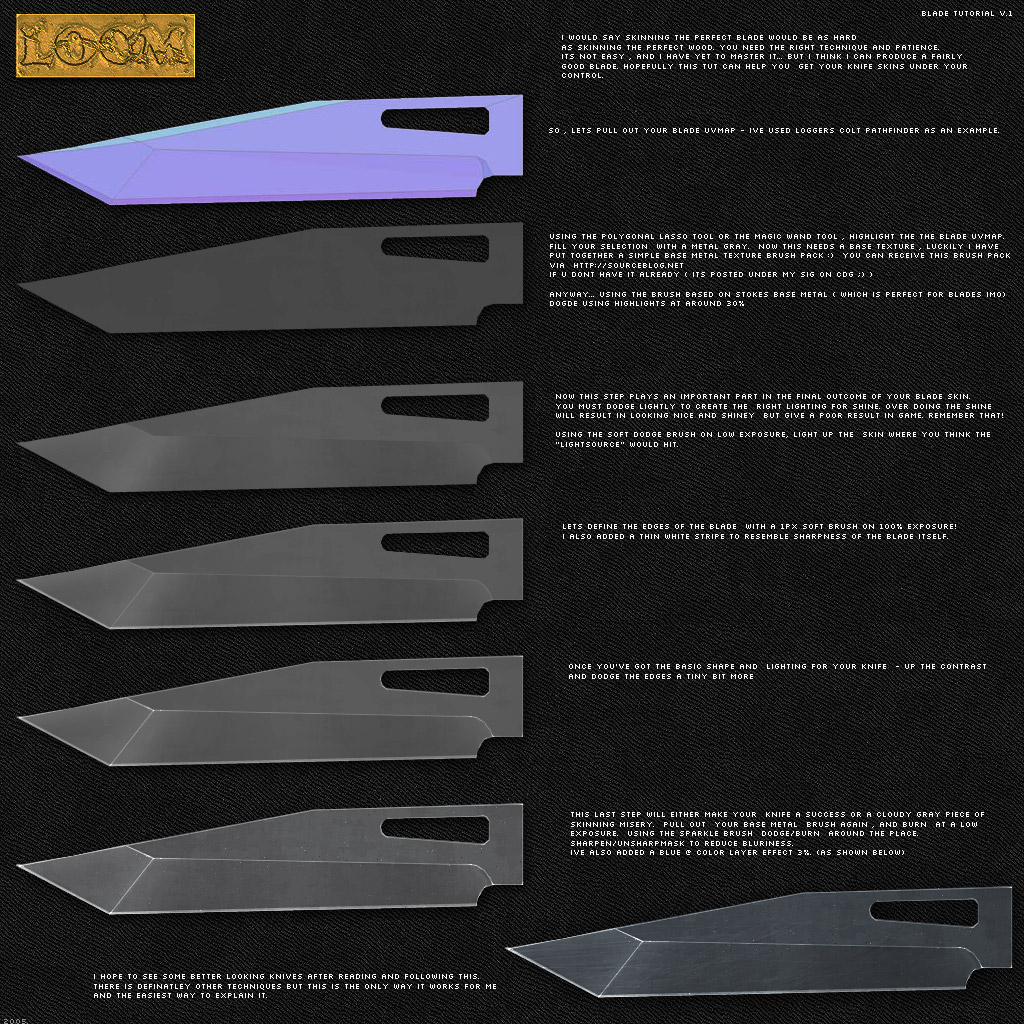 LOOM
BLADE TUTORIAL V.1
I WOULD SAY SKINNING THE PERFECT BLADE WOULD BE AS HARD
AS SKINNING THE PERFECT WOOD. YOU NEED THE RIGHT TECHNIQUE AND PATIENCE.
ITS NOT EASY , AND I HAVE YET TO MASTER IT... BUT I THINK I CAN PRODUCE A FAIRLY
GOOD BLADE. HOPEFULLY THIS TUT CAN HELP YOU GET YOUR KNIFE SKINS UNDER YOUR
CONTROL.
SO , LETS PULL OUT YOUR BLADE UVMAP - IVE USED LOGGERS COLT PATHFINDER AS AN EXAMPLE.
USING THE POLYGONAL LASSO TOOL OR THE MAGIC WAND TOOL , HIGHLIGHT THE THE BLADE UVMAP.
FILL YOUR SELECTION WITH A METAL GRAY. NOW THIS NEEDS A BASE TEXTURE , LUCKILY I HAVE
PUT TOGETHER A SIMPLE BASE METAL TEXTURE BRUSH PACK :) YOU CAN RECEIVE THIS BRUSH PACK
VIA HTTP://SOURCEBLOG.NET
IF U DONT HAVE IT ALREADY ( ITS POSTED UNDER MY SIG ON CDG ;) )
ANYWAY... USING THE BRUSH BASED ON STOKES BASE METAL ( WHICH IS PERFECT FOR BLADES IMO)
DOGDE USING HIGHLIGHTS AT AROUND 30%
NOW THIS STEP PLAYS AN IMPORTANT PART IN THE FINAL OUTCOME OF YOUR BLADE SKIN.
YOU MUST DODGE LIGHTLY TO CREATE THE RIGHT LIGHTING FOR SHINE. OVER DOING THE SHINE
WILL RESULT IN LOOKING NICE AND SHINEY BUT GIVE A POOR RESULT IN GAME. REMEMBER THAT!
USING THE SOFT DODGE BRUSH ON LOW EXPOSURE, LIGHT UP THE SKIN WHERE YOU THINK THE
"LIGHTSOURCE" WOULD HIT.
LETS DEFINE THE EDGES OF THE BLADE WITH A 1PX SOFT BRUSH ON 100% EXPOSURE!
I ALSO ADDED A THIN WHITE STRIPE TO RESEMBLE SHARPNESS OF THE BLADE ITSELF.
ONCE YOU'VE GOT THE BASIC SHAPE AND LIGHTING FOR YOUR KNIFE - UP THE CONTRAST
AND DODGE THE EDGES A TINY BIT MORE
THIS LAST STEP WILL EITHER MAKE YOUR KNIFE A SUCCESS OR A CLOUDY GRAY PIECE OF
SKINNING MISERY. PULL OUT YOUR BASE METAL BRUSH AGAIN , AND BURN AT A LOW
EXPOSURE. USING THE SPARKLE BRUSH DODGE/BURN AROUND THE PLACE.
SHARPEN/UNSHARPMASK TO REDUCE BLURINESS.
IVE ALSO ADDED A BLUE @ COLOR LAYER EFFECT 3%. (AS SHOWN BELOW)
I HOPE TO SEE SOME BETTER LOOKING KNIVES AFTER READING AND FOLLOWING THIS.
THERE IS DEFINATLEY OTHER TECHNIQUES BUT THIS IS THE ONLY WAY IT WORKS FOR ME
AND THE EASIEST WAY TO EXPLAIN IT.
2005.